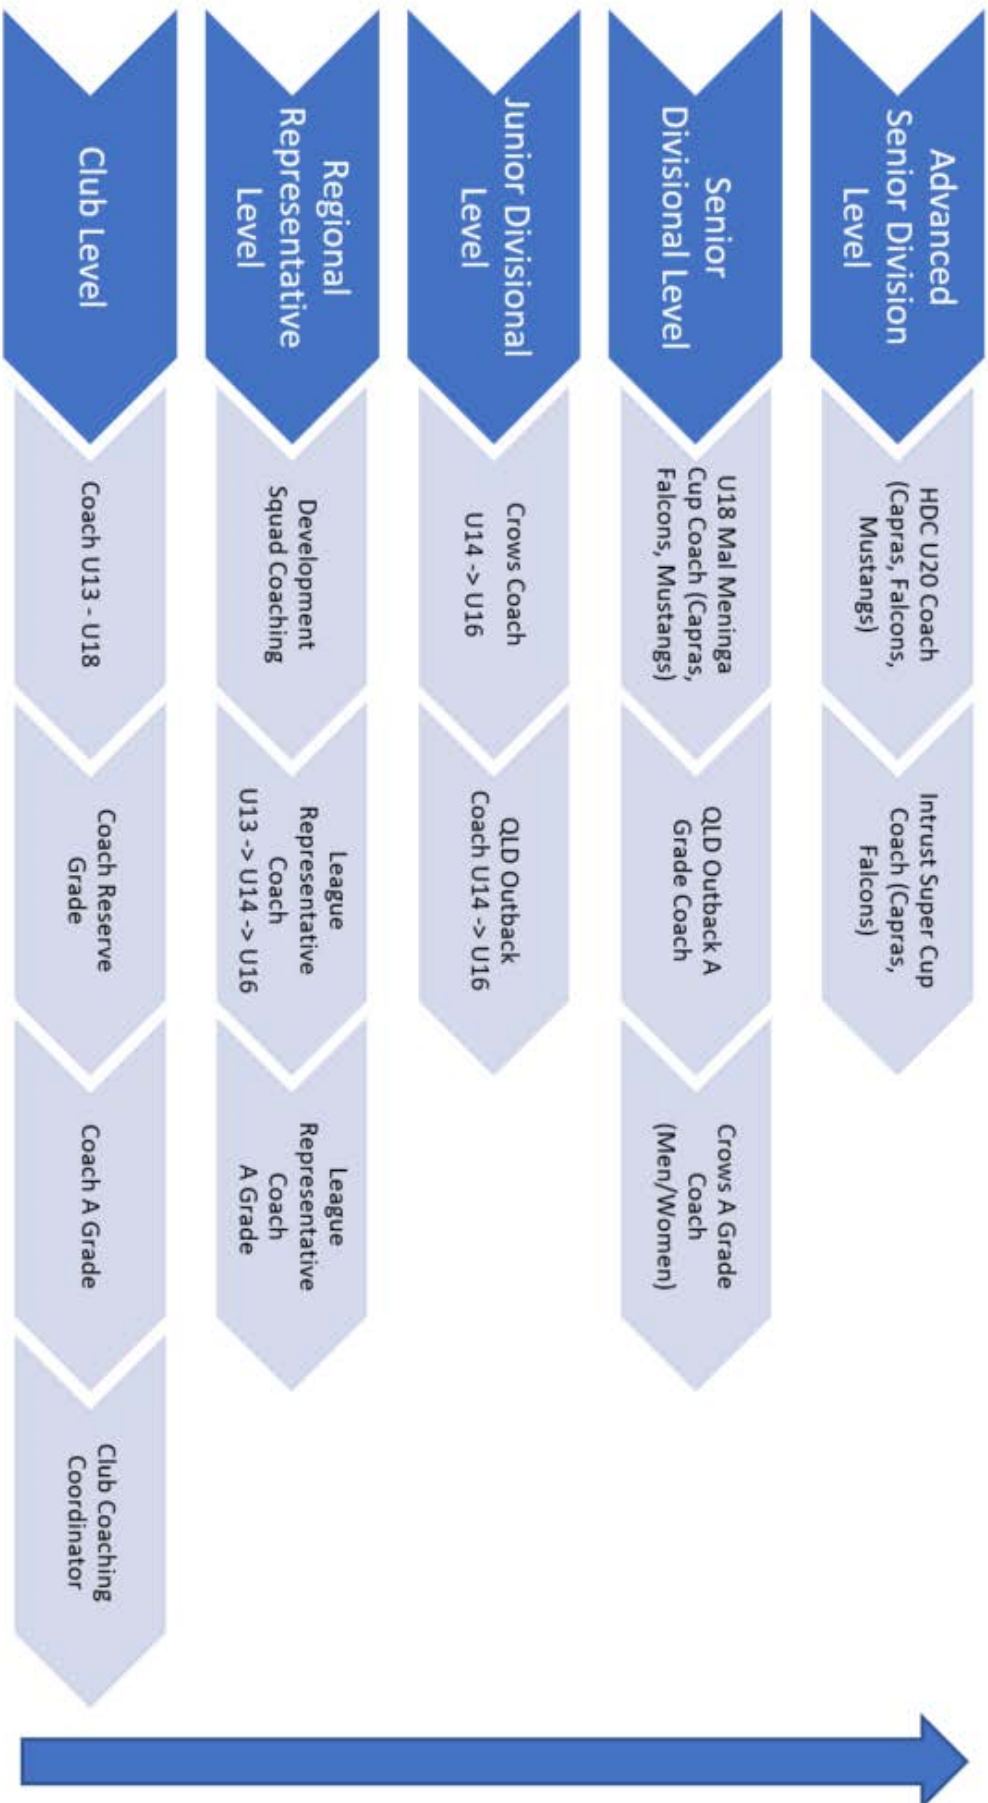 Advanced
Senior Division
Level
HDC U20 Coach
(Capras, Falcons,
Mustangs)
Intrust Super Cup
Coach (Capras,
Falcons)
Senior
Divisional Level
U18 Mal Meninga
Cup Coach (Capras,
Falcons, Mustangs)
QLD Outback A
Grade Coach
Crows A Grade
Coach
(Men/Women)
Junior Divisional
Level
Crows Coach
U14 -> U16
QLD Outback
Coach U14 -> U16
Regional
Representative
Level
Development
Squad Coaching
League
Representative
Coach
U13 -> U14 -> U16
League
Representative
Coach
A Grade
Club Level
Coach U13 - U18
Coach Reserve
Grade
Coach A Grade
Club Coaching
Coordinator